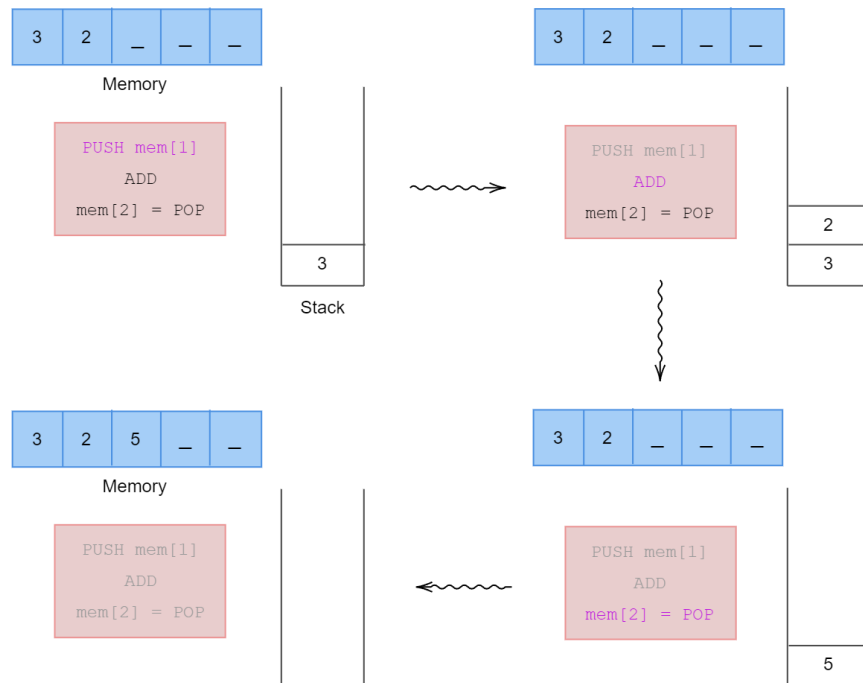 3 2 _ _ _
Memory
PUSH mem[1]
ADD
mem[2] = POP
3
Stack
3 2 _ _ _
PUSH mem[1]
ADD
mem[2] = POP
2
3
3 2 5 _ _
Memory
PUSH mem[1]
ADD
mem[2] = POP
3 2 _ _ _
PUSH mem[1]
ADD
mem[2] = POP
5